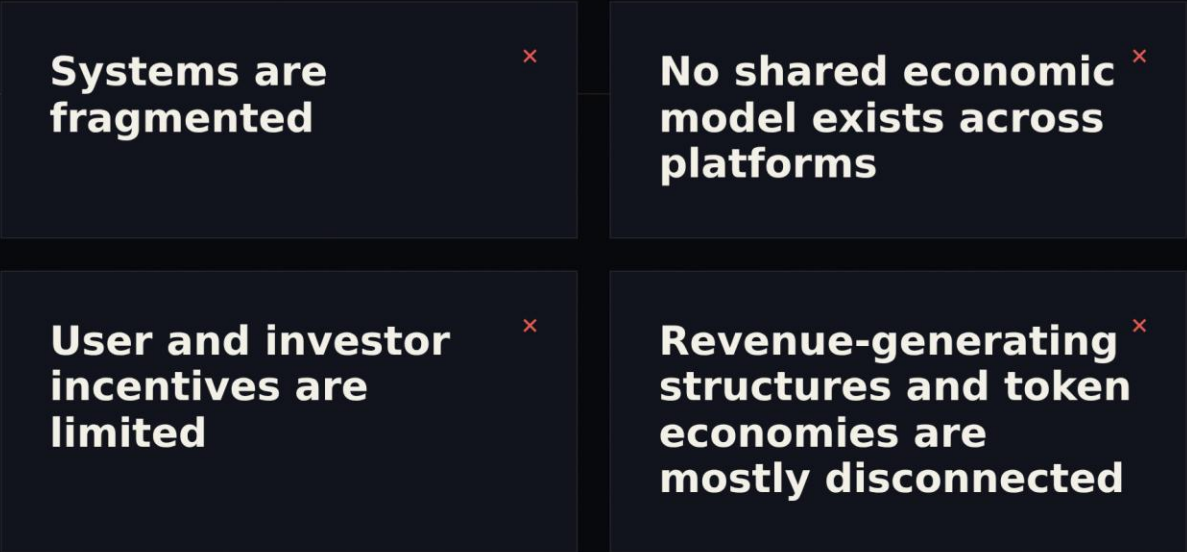 Systems are
fragmented
No shared economic
model exists across
platforms
User and investor
incentives are
limited
Revenue-generating
structures and token
economies are
mostly disconnected